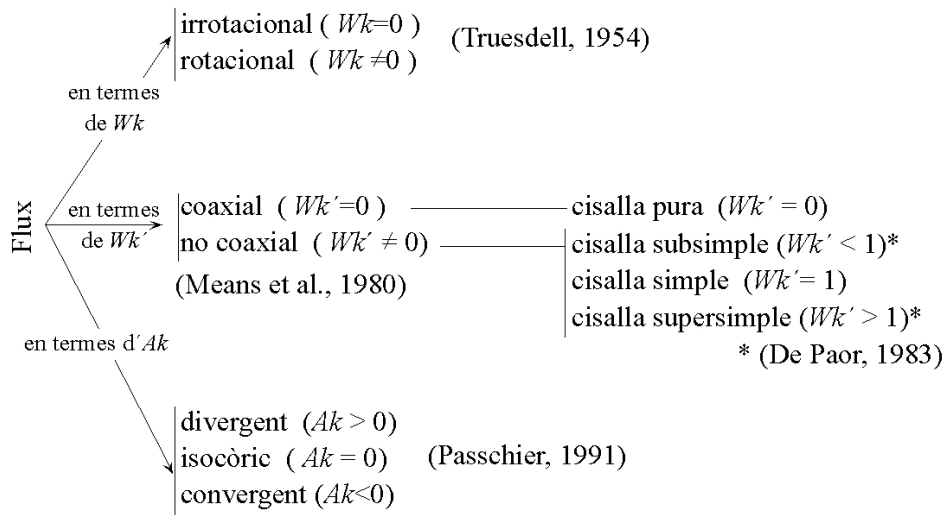 irrotacional ( Wk=0 )
rotacional ( Wk ≠0 )
(Truesdell, 1954)
en termes
de Wk
Flux
en termes
de Wk´
coaxial ( Wk´=0 )
no coaxial ( Wk´ ≠ 0)
(Means et al., 1980)
cisalla pura (Wk´ = 0)
cisalla subsimple (Wk´ < 1)*
cisalla simple (Wk´= 1)
cisalla supersimple (Wk´ > 1)*
* (De Paor, 1983)
en termes d´Ak
divergent (Ak > 0)
isocòric ( Ak = 0)
convergent (Ak<0)
(Passchier, 1991)